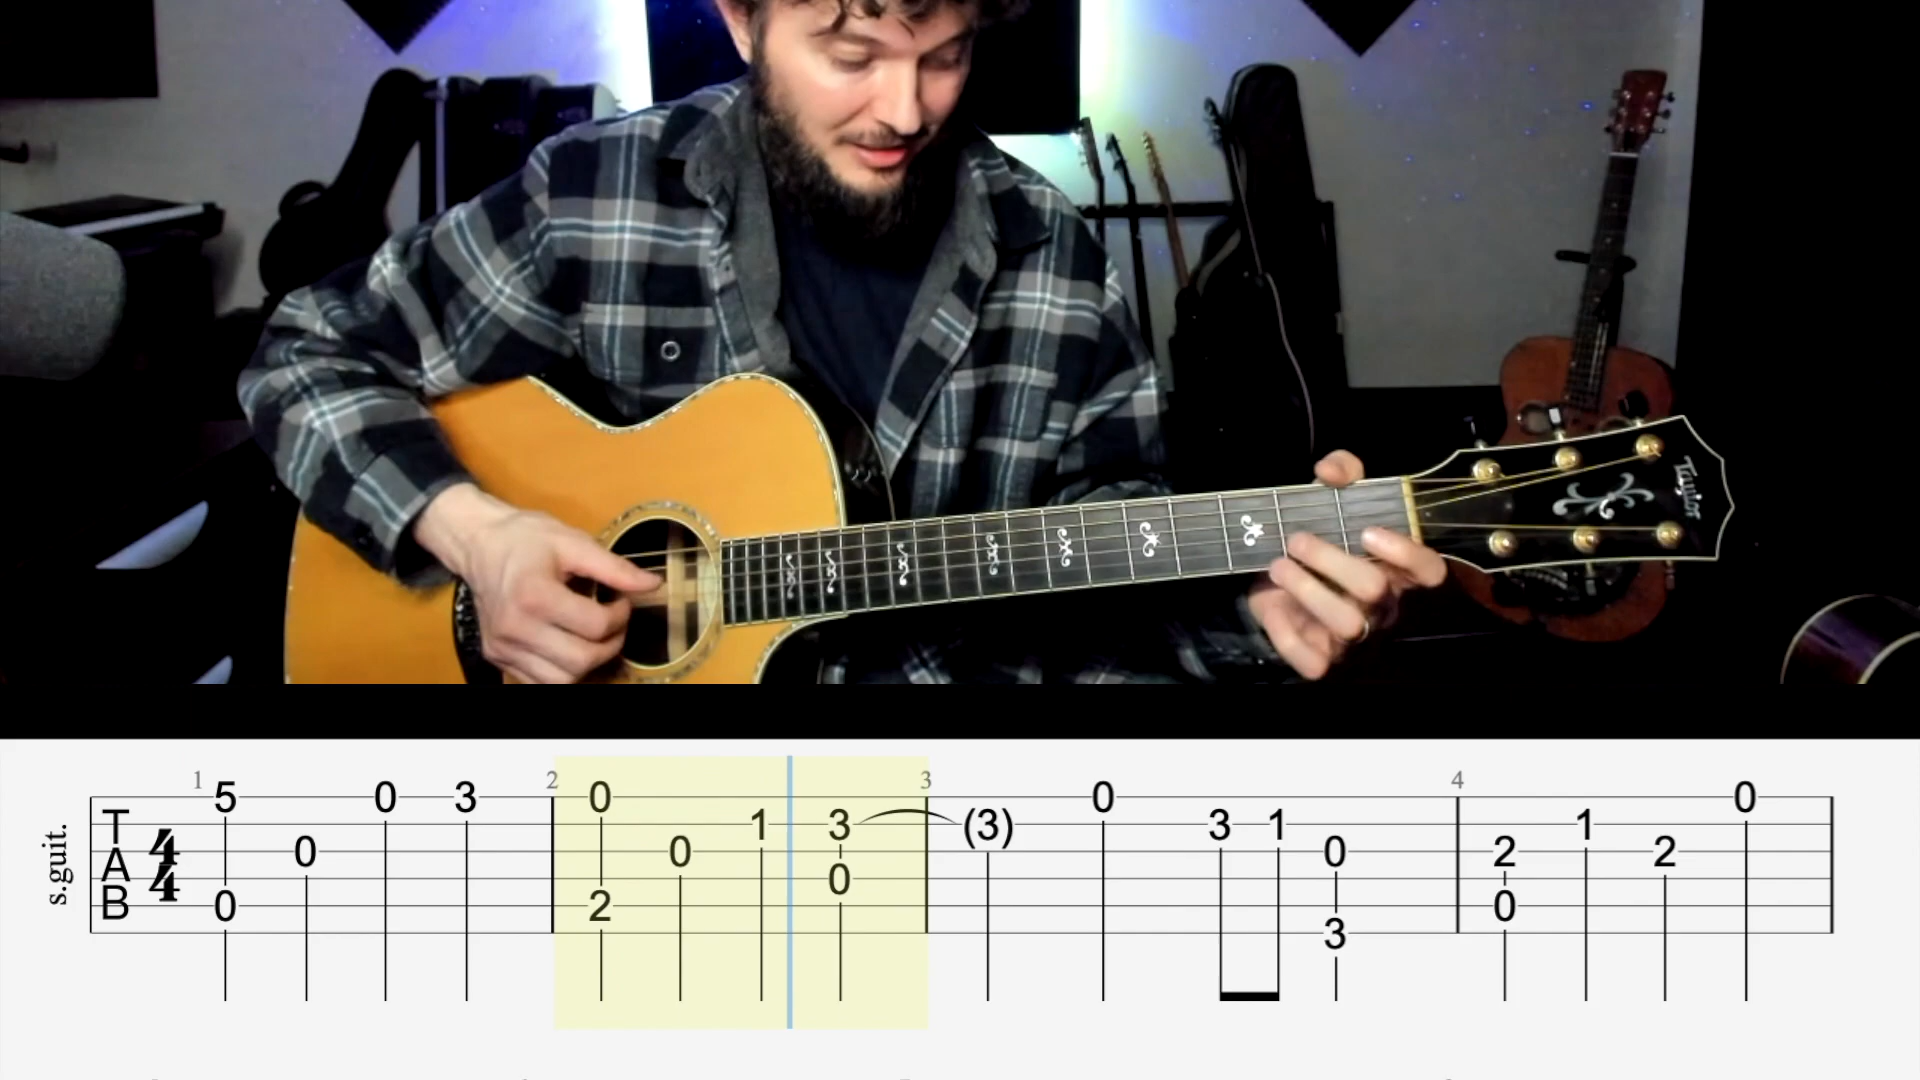 Taylor
1 2 3 4
5 0 3 0 0
T 1 3 (3) 3 1 1
s.guit. A 4 0 0 0 2 2
4 0
B 0 2 0
3